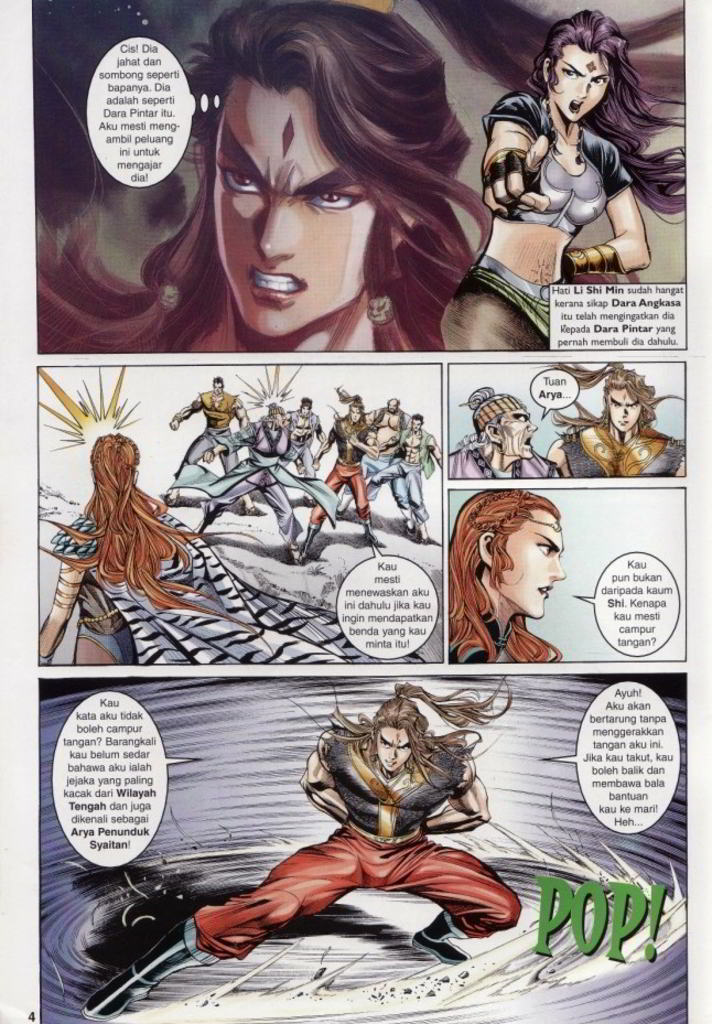 Cis! Dia
jahat dan
sombong seperti
bapanya. Dia
adalah seperti
Dara Pintar itu.
Aku mesti meng-
ambil peluang
ini untuk
mengajar
dia!
Hati Li Shi Min sudah hangat
kerana sikap Dara Angkasa
itu telah mengingatkan dia
kepada Dara Pintar yang
pernah membuli dia dahulu.
Kau
mesti
menewaskan aku
ini dahulu jika kau
ingin mendapatkan
benda yang kau
minta itu!
Tuan
Arya...
Kau
pun bukan
daripada kaum
Shi. Kenapa
kau mesti
campur
tangan?
Kau
kata aku tidak
boleh campur
tangan? Barangkali
kau belum sedar
bahawa aku ialah
jejaka yang paling
kacak dari Wilayah
Tengah dan juga
dikenali sebagai
Arya Penunduk
Syaitan!
Ayuh!
Aku akan
bertarung tanpa
menggerakkan
tangan aku ini.
Jika kau takut, kau
boleh balik dan
membawa bala
bantuan
kau ke mari!
Heh...
POP!
4